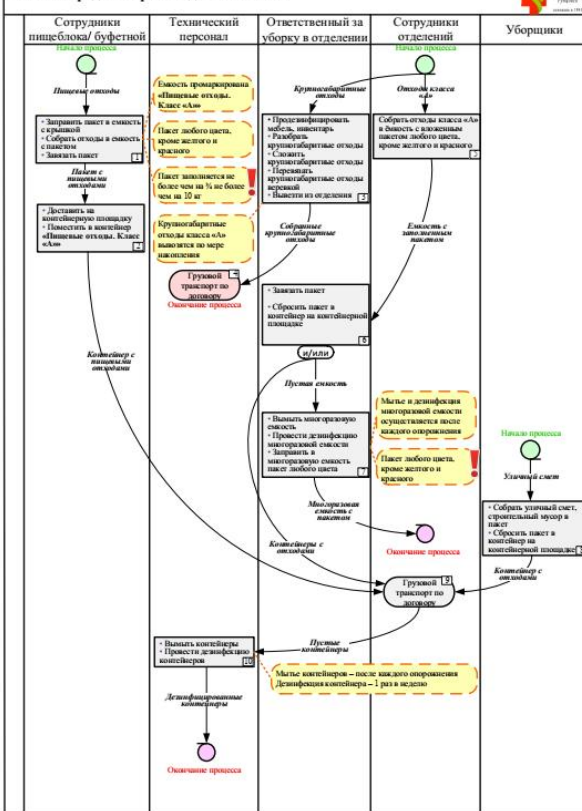 Сотрудники
пищеблока/ буфетной
Технический
персонал
Ответственный за
уборку в отделении
Сотрудники
отделений
Уборщики
Начало процесса
Начало процесса
Пищевые отходы
Емкость промаркирована
«Пищевые отходы.
Класс «А»»
Крупногабаритные
отходы
Отходы класса
«А»
• Заправить пакет в емкость
с крышкой
• Собрать отходы в емкость
с пакетом
• Завязать пакет
1
Пакет любого цвета,
кроме желтого и
красного
• Продезинфицировать
мебель, инвентарь
• Разобрать
крупногабаритные отходы
• Сложить
крупногабаритные отходы
• Перевязать
крупногабаритные отходы
веревкой
• Вывезти из отделения
3
Собрать отходы класса «А»
в ёмкость с вложенным
пакетом любого цвета,
кроме желтого и красного
5
Пакет с
пищевыми
отходами
Пакет заполняется не
более чем на ¾ не более
чем на 10 кг
!
• Доставить на
контейнерную площадку
• Поместить в контейнер
«Пищевые отходы. Класс
«А»»
2
Крупногабаритные
отходы класса «А»
вывозятся по мере
накопления
Собранные
крупногабаритные
отходы
Емкость с
заполненным
пакетом
Грузовой
транспорт по
договору
4
Окончание процесса
• Завязать пакет
• Сбросить пакет в
контейнер на контейнерной
площадке
6
и/или
Контейнер с
пищевыми
отходами
Пустая емкость
• Вымыть многоразовую
емкость
• Провести дезинфекцию
многоразовой емкости
• Заправить в
многоразовую емкость
пакет любого цвета
7
Мытье и дезинфекция
многоразовой емкости
осуществляется после
каждого опорожнения
Пакет любого цвета,
кроме желтого и
красного
!
Начало процесса
Уличный смет
Многоразовая
емкость с
пакетом
• Собрать уличный смет,
строительный мусор в
пакет
• Сбросить пакет в
контейнер на
контейнерной площадке
Окончание процесса
Контейнеры с
отходами
Контейнер с
отходами
Грузовой
транспорт по
договору
9
Пустые
контейнеры
• Вымыть контейнеры
• Провести дезинфекцию
контейнеров
10
Мытье контейнеров – после каждого опорожнения
Дезинфекция контейнера – 1 раз в неделю
Дезинфицированные
контейнеры
Окончание процесса